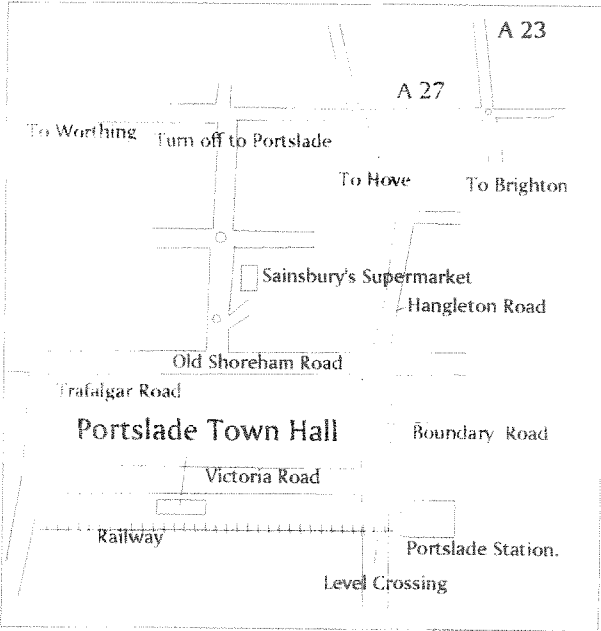 A 23
A 27
To Worthing
Turn off to Portslade
To Hove
To Brighton
Sainsbury's Supermarket
Hangleton Road
Old Shoreham Road
Trafalgar Road
Portslade Town Hall
Boundary Road
Victoria Road
Railway
Portslade Station.
Level Crossing